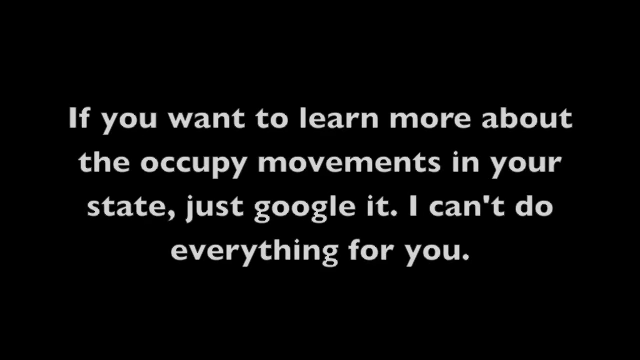 If you want to learn more about
the occupy movements in your
state, just google it. I can't do
everything for you.